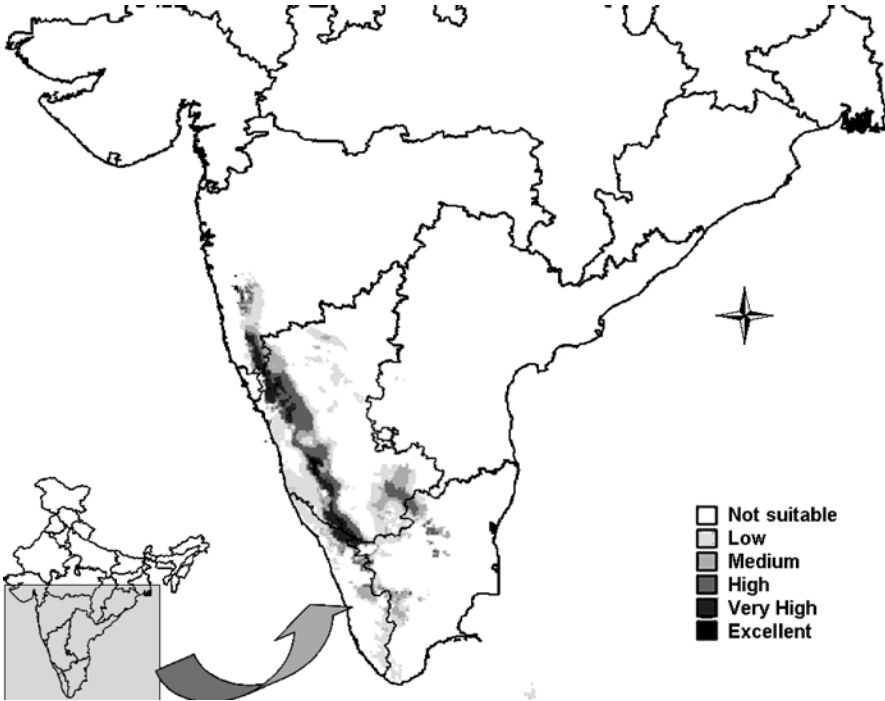 Not suitable
Low
Medium
High
Very High
Excellent